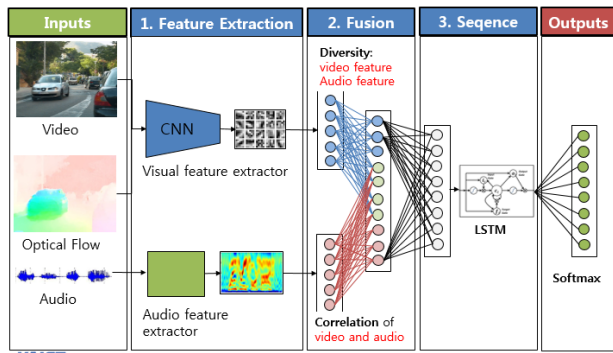 Inputs
1. Feature Extraction
2. Fusion
3. Seqence
Outputs
Video
Optical Flow
Audio
CNN
Visual feature extractor
Audio feature
extractor
Diversity:
video feature
Audio feature
Correlation of
video and audio
LSTM
Softmax